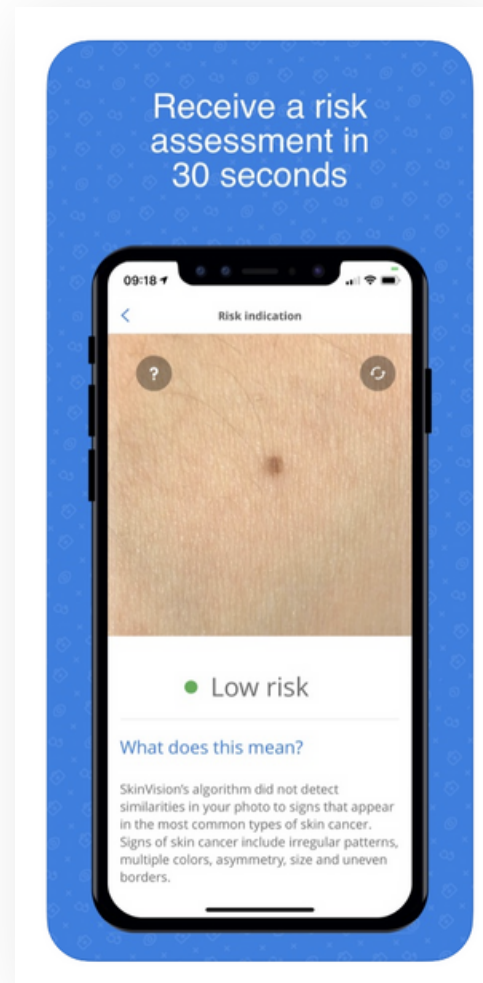 Receive a risk
assessment in
30 seconds
09:18
Risk indication
?
Low risk
What does this mean?
SkinVision's algorithm did not detect
similarities in your photo to signs that appear
in the most common types of skin cancer.
Signs of skin cancer include irregular patterns,
multiple colors, asymmetry, size and uneven
borders.